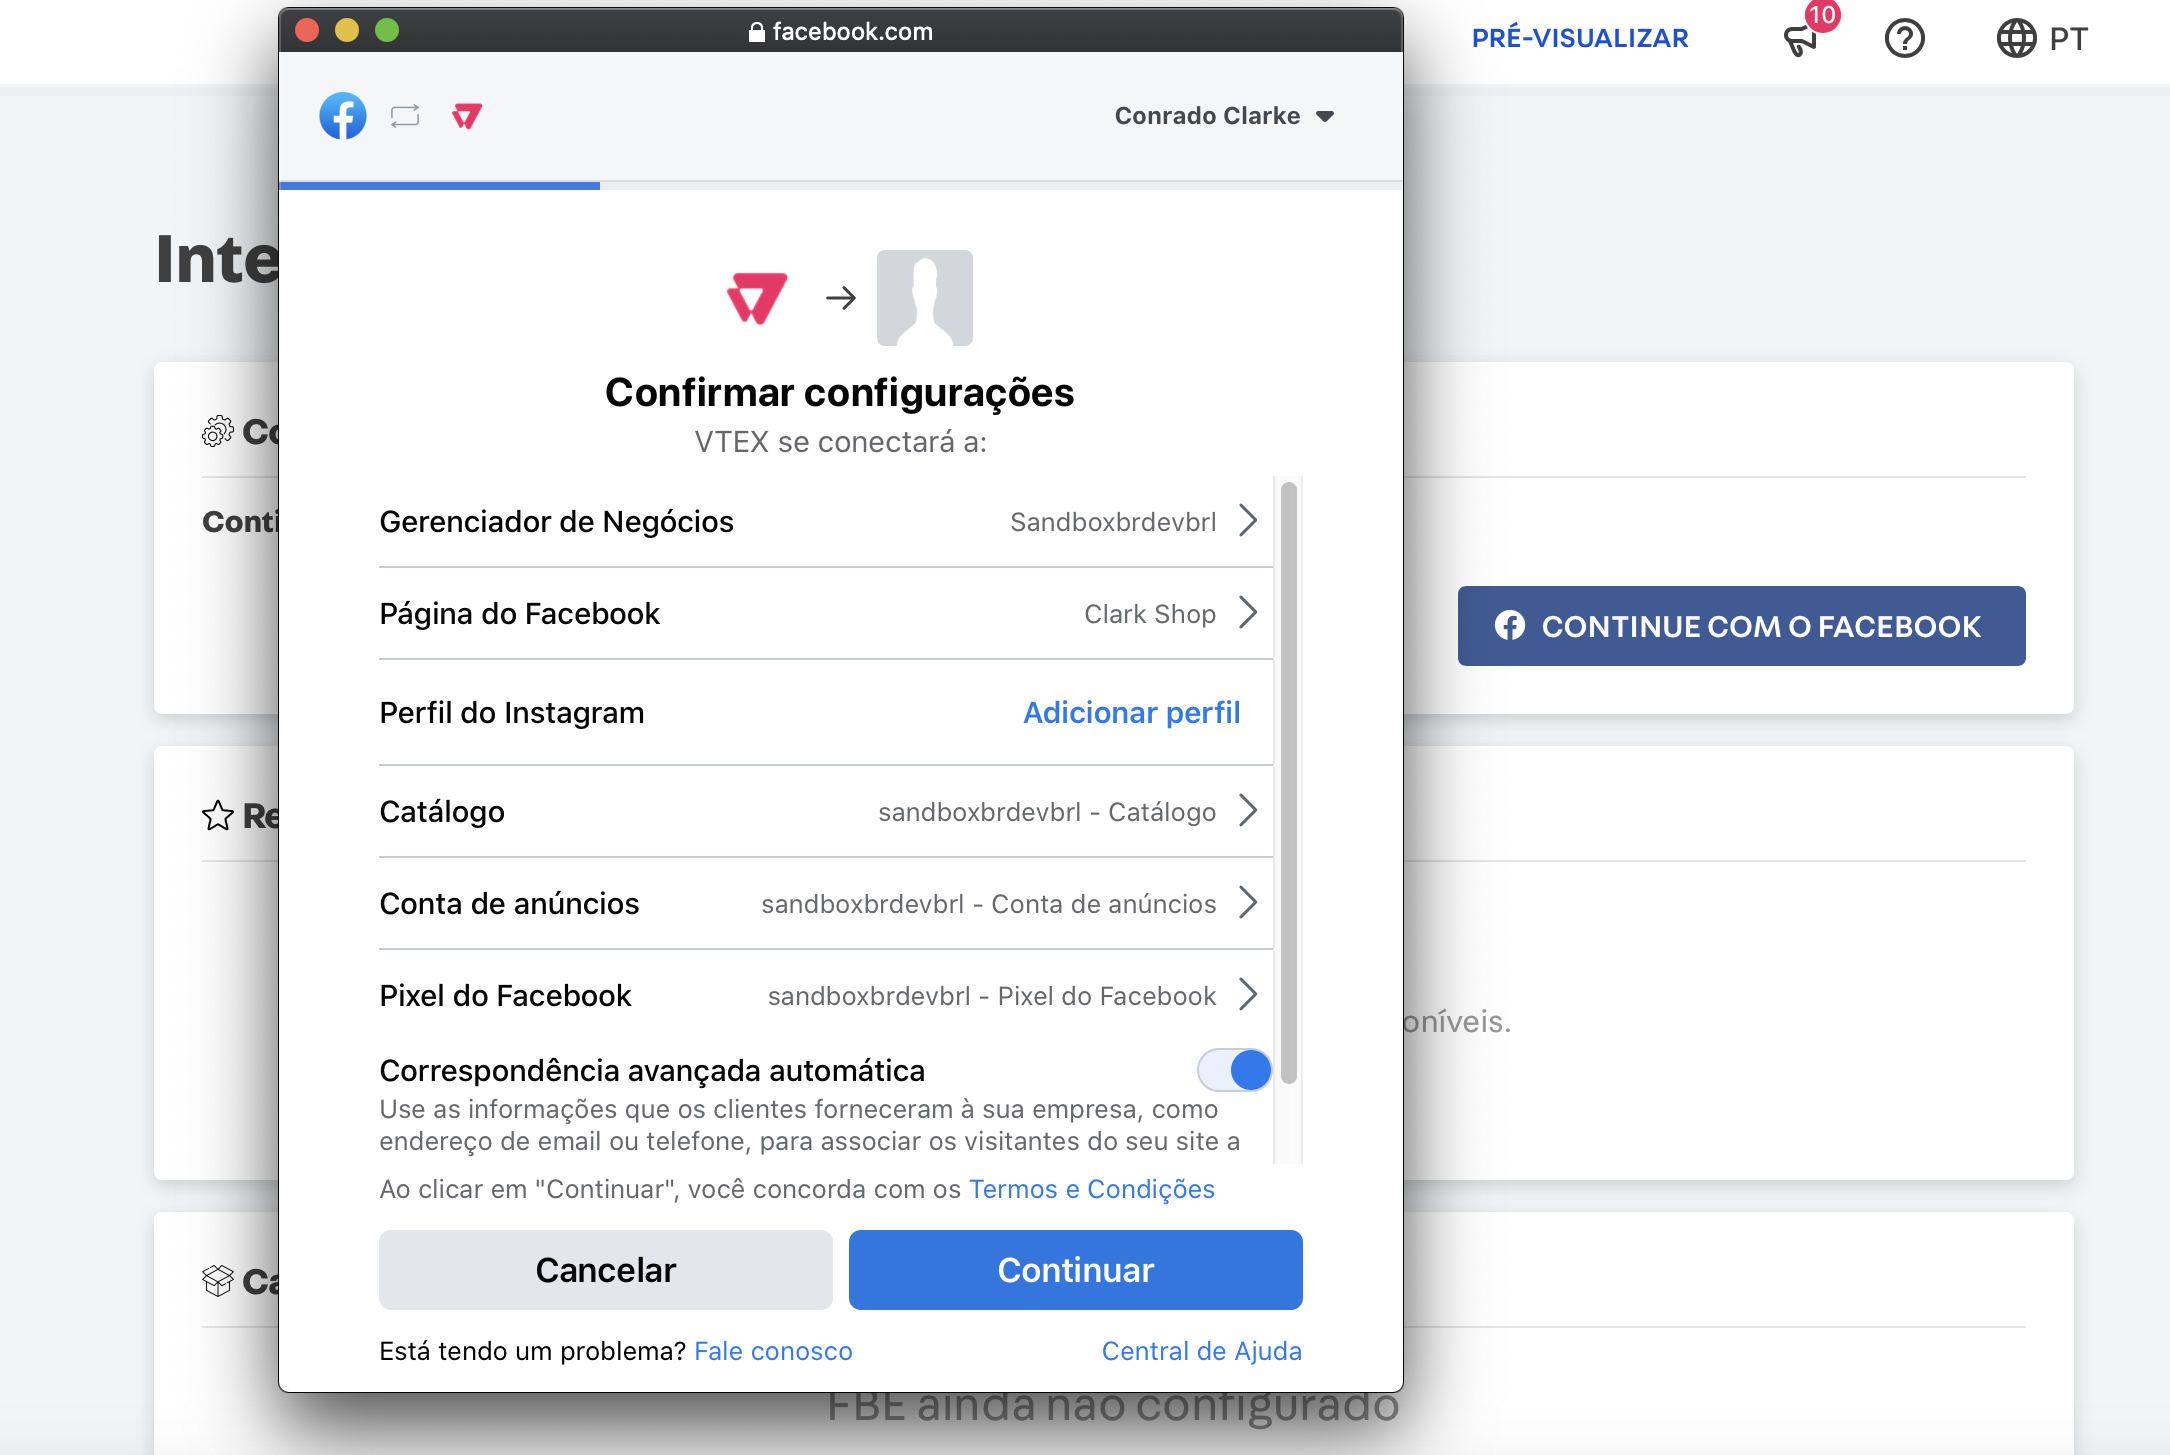 facebook.com
PRÉ-VISUALIZAR
10
PT
Conrado Clarke
Inte
Confirmar configurações
VTEX se conectará a:
Co
Conti
Gerenciador de Negócios Sandboxbrdevbrl
Página do Facebook Clark Shop
CONTINUE COM O FACEBOOK
Perfil do Instagram Adicionar perfil
Re
Catálogo sandboxbrdevbrl - Catálogo
Conta de anúncios sandboxbrdevbrl - Conta de anúncios
Pixel do Facebook sandboxbrdevbrl - Pixel do Facebook
oníveis.
Correspondência avançada automática
Use as informações que os clientes forneceram à sua empresa, como
endereço de email ou telefone, para associar os visitantes do seu site a
Ao clicar em "Continuar", você concorda com os Termos e Condições
Ca
Cancelar Continuar
Está tendo um problema? Fale conosco Central de Ajuda
FBE ainda não configurado